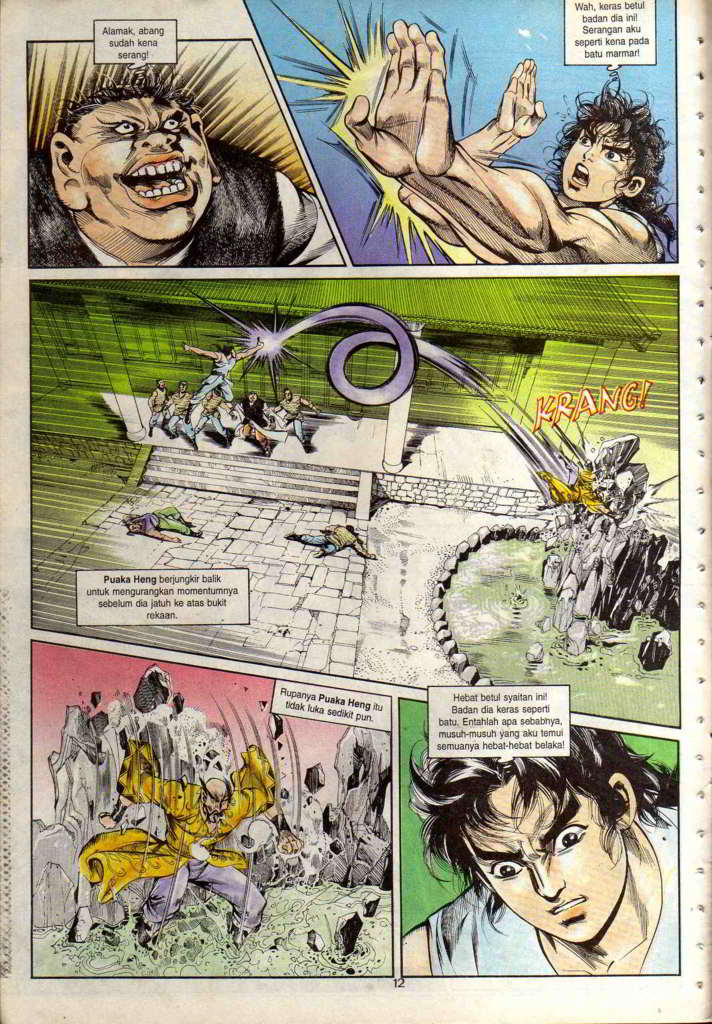 Alamak, abang
sudah kena
serang!
Wah, keras betul
badan dia ini!
Serangan aku
seperti kena pada
batu marmar!
KRANG!
Puaka Heng berjungkir balik
untuk mengurangkan momentumnya
sebelum dia jatuh ke atas bukit
rekaan.
Rupanya Puaka Heng itu
tidak luka sedikit pun.
Hebat betul syaitan ini!
Badan dia keras seperti
batu. Entahlah apa sebabnya,
musuh-musuh yang aku temui
semuanya hebat-hebat belaka!
12